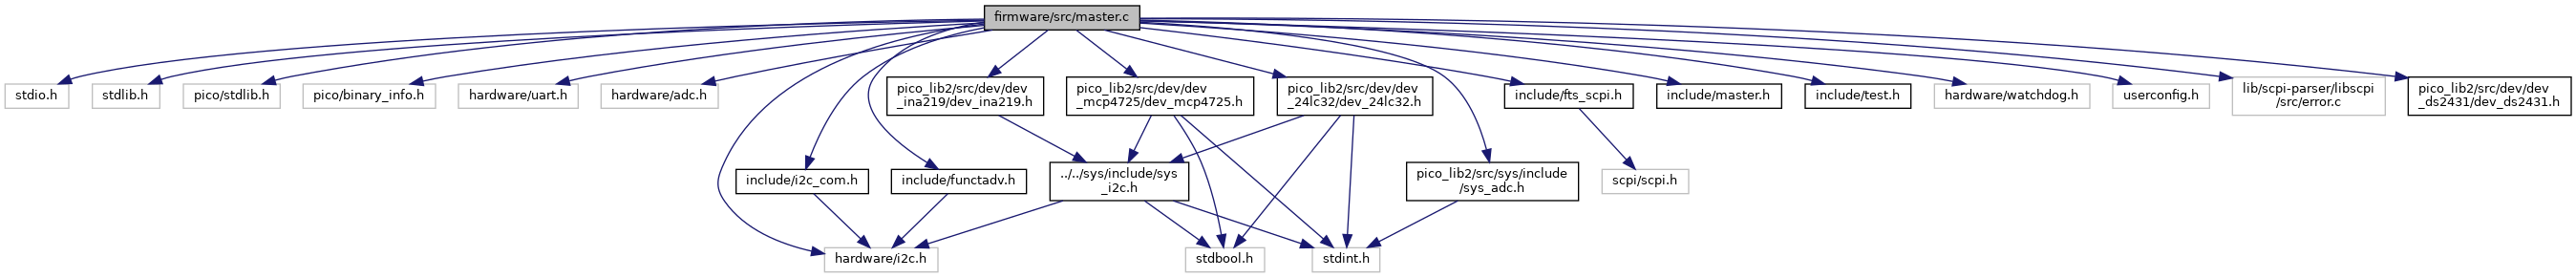 firmware/src/master.c
stdio.h
stdlib.h
pico/stdlib.h
pico/binary_info.h
hardware/uart.h
hardware/adc.h
pico_lib2/src/dev/dev
_ina219/dev_ina219.h
pico_lib2/src/dev/dev
_mcp4725/dev_mcp4725.h
pico_lib2/src/dev/dev
_24lc32/dev_24lc32.h
include/fts_scpi.h
include/master.h
include/test.h
hardware/watchdog.h
userconfig.h
lib/scpi-parser/libscpi
/src/error.c
pico_lib2/src/dev/dev
_ds2431/dev_ds2431.h
include/i2c_com.h
include/functadv.h
../../sys/include/sys
_i2c.h
pico_lib2/src/sys/include
/sys_adc.h
scpi/scpi.h
hardware/i2c.h
stdbool.h
stdint.h